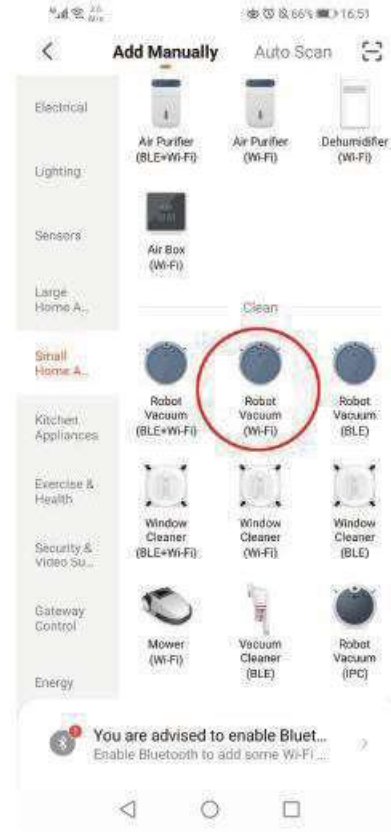 66% 16:51
Add Manually Auto Scan
Electrical
Lighting
Sensors
Large
Home A...
Small
Home A...
Kitchen
Appliances
Exercise &
Health
Security &
Video Su...
Gateway
Control
Energy
Air Purifier
(BLE+Wi-Fi)
Air Purifier
(Wi-Fi)
Dehumidifier
(Wi-Fi)
Air Box
(Wi-Fi)
Clean
Robot
Vacuum
(BLE+Wi-Fi)
Robot
Vacuum
(Wi-Fi)
Robot
Vacuum
(BLE)
Window
Cleaner
(BLE+Wi-Fi)
Window
Cleaner
(Wi-Fi)
Window
Cleaner
(BLE)
Mower
(Wi-Fi)
Vacuum
Cleaner
(BLE)
Robot
Vacuum
(IPC)
You are advised to enable Bluet...
Enable Bluetooth to add some Wi-Fi ...